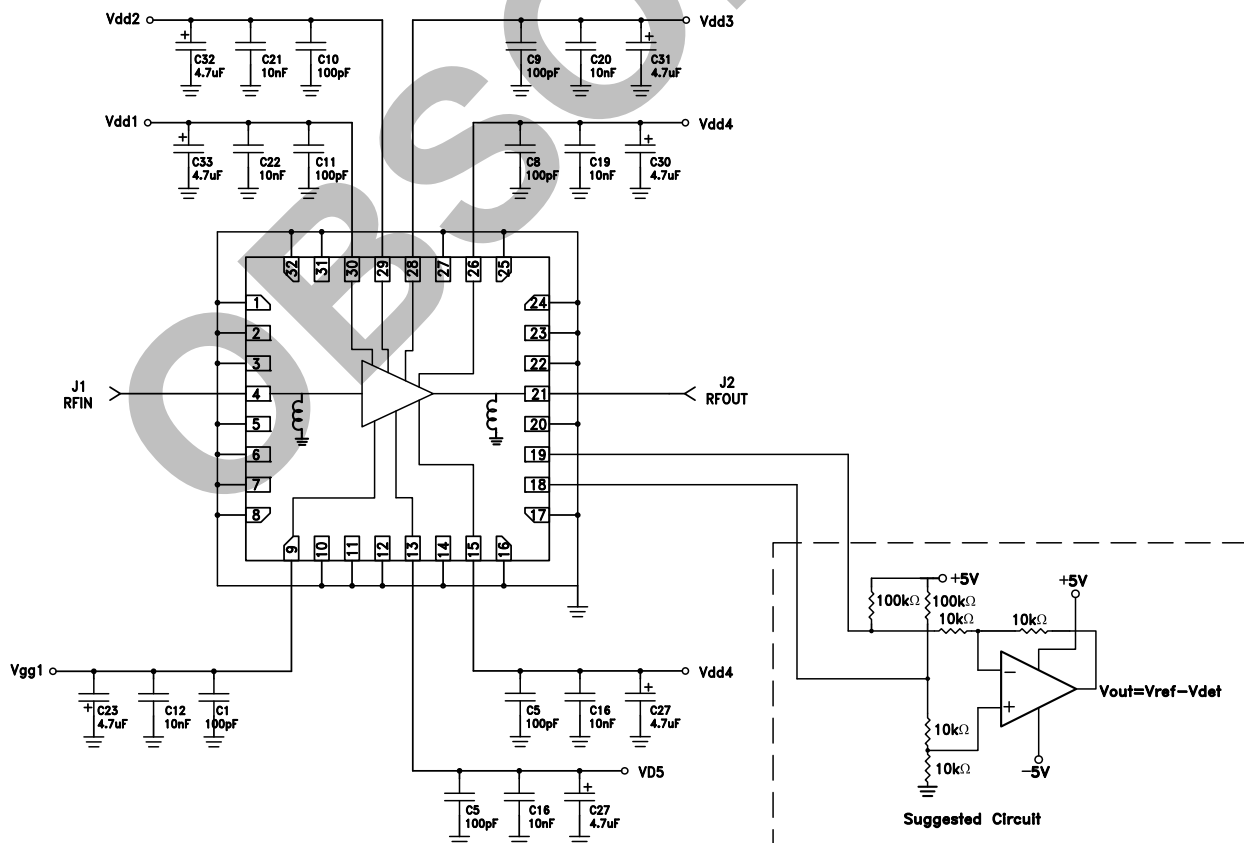 Vdd2
C32
4.7uF
C21
10nF
C10
100pF
C9
100pF
C20
10nF
C31
4.7uF
Vdd3
Vdd1
C33
4.7uF
C22
10nF
C11
100pF
C8
100pF
C19
10nF
C30
4.7uF
Vdd4
OBSO
32
31
30
29
28
27
26
25
1
2
3
4
5
6
7
8
24
23
22
21
20
19
18
17
J1
RFIN
J2
RFOUT
9
10
11
12
13
14
15
16
Vgg1
C23
4.7uF
C12
10nF
C1
100pF
C5
100pF
C16
10nF
C27
4.7uF
Vdd4
C5
100pF
C16
10nF
C27
4.7uF
VD5
+5V
+5V
100kΩ
100kΩ
10kΩ
10kΩ
−
+
Vout=Vref-Vdet
10kΩ
10kΩ
−5V
Suggested Circuit